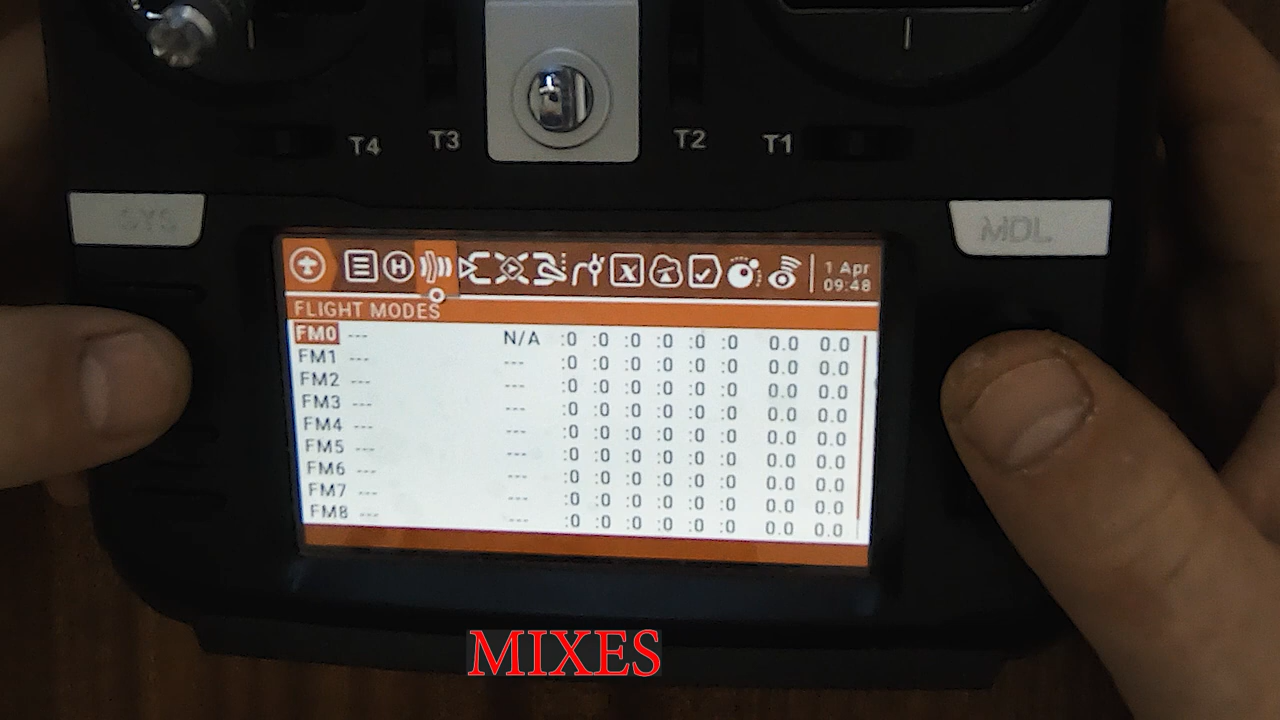 T4 T3 T2 T1
SYS MDL
1 Apr
09:48
FLIGHT MODES
FM0 --- N/A :0 :0 :0 :0 :0 :0 0.0 0.0
FM1 --- --- :0 :0 :0 :0 :0 :0 0.0 0.0
FM2 --- --- :0 :0 :0 :0 :0 :0 0.0 0.0
FM3 --- --- :0 :0 :0 :0 :0 :0 0.0 0.0
FM4 --- --- :0 :0 :0 :0 :0 :0 0.0 0.0
FM5 --- --- :0 :0 :0 :0 :0 :0 0.0 0.0
FM6 --- --- :0 :0 :0 :0 :0 :0 0.0 0.0
FM7 --- --- :0 :0 :0 :0 :0 :0 0.0 0.0
FM8 --- --- :0 :0 :0 :0 :0 :0 0.0 0.0
MIXES